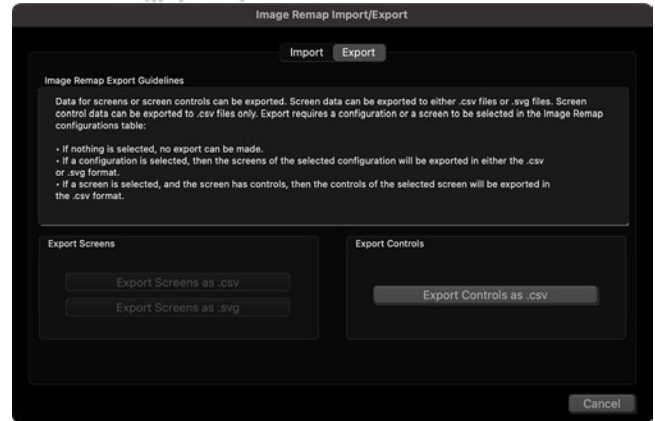 Image Remap Import/Export
Import Export
Image Remap Export Guidelines
Data for screens or screen controls can be exported. Screen data can be exported to either .csv files or .svg files. Screen
control data can be exported to .csv files only. Export requires a configuration or a screen to be selected in the Image Remap
configurations table:
• If nothing is selected, no export can be made.
• If a configuration is selected, then the screens of the selected configuration will be exported in either the .csv
or .svg format.
• If a screen is selected, and the screen has controls, then the controls of the selected screen will be exported in
the .csv format.
Export Screens
Export Screens as .csv
Export Screens as .svg
Export Controls
Export Controls as .csv
Cancel